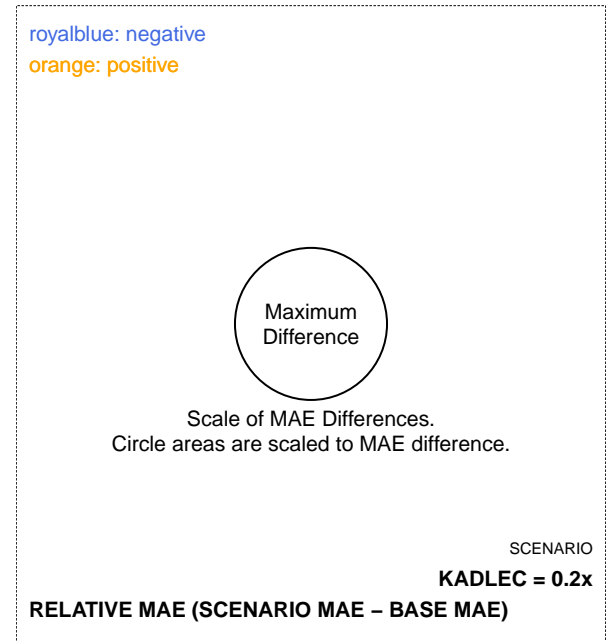 royalblue: negative
orange: positive
Maximum
Difference
Scale of MAE Differences.
Circle areas are scaled to MAE difference.
SCENARIO
KADLEC = 0.2x
RELATIVE MAE (SCENARIO MAE − BASE MAE)